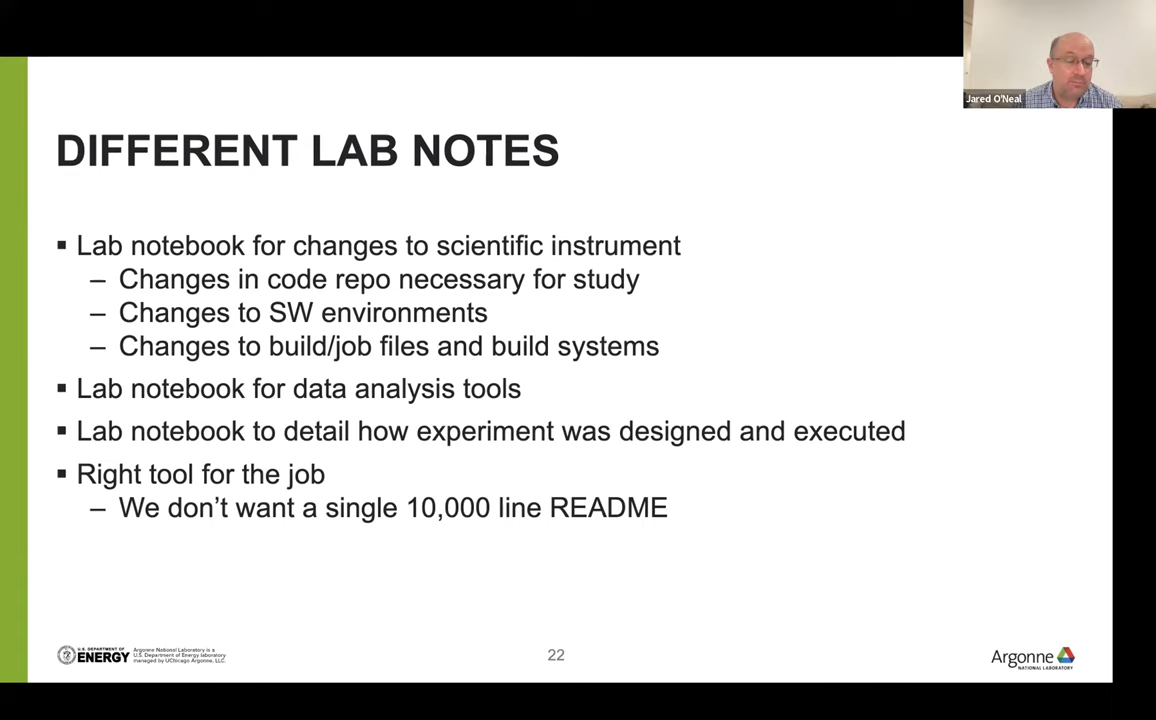 Jared O'Neal
DIFFERENT LAB NOTES
▪ Lab notebook for changes to scientific instrument
– Changes in code repo necessary for study
– Changes to SW environments
– Changes to build/job files and build systems
▪ Lab notebook for data analysis tools
▪ Lab notebook to detail how experiment was designed and executed
▪ Right tool for the job
– We don't want a single 10,000 line README
U.S. DEPARTMENT OF
ENERGY
Argonne National Laboratory is a
U.S. Department of Energy laboratory
managed by UChicago Argonne, LLC.
22
Argonne
NATIONAL LABORATORY